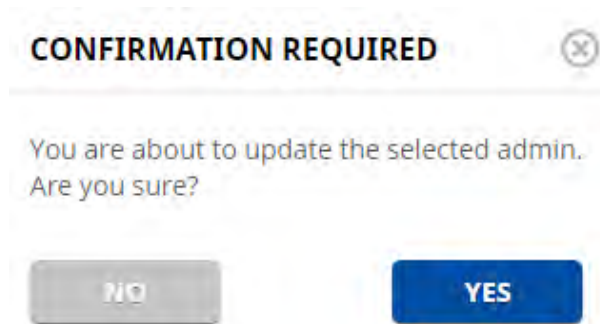 CONFIRMATION REQUIRED
You are about to update the selected admin.
Are you sure?
NO
YES